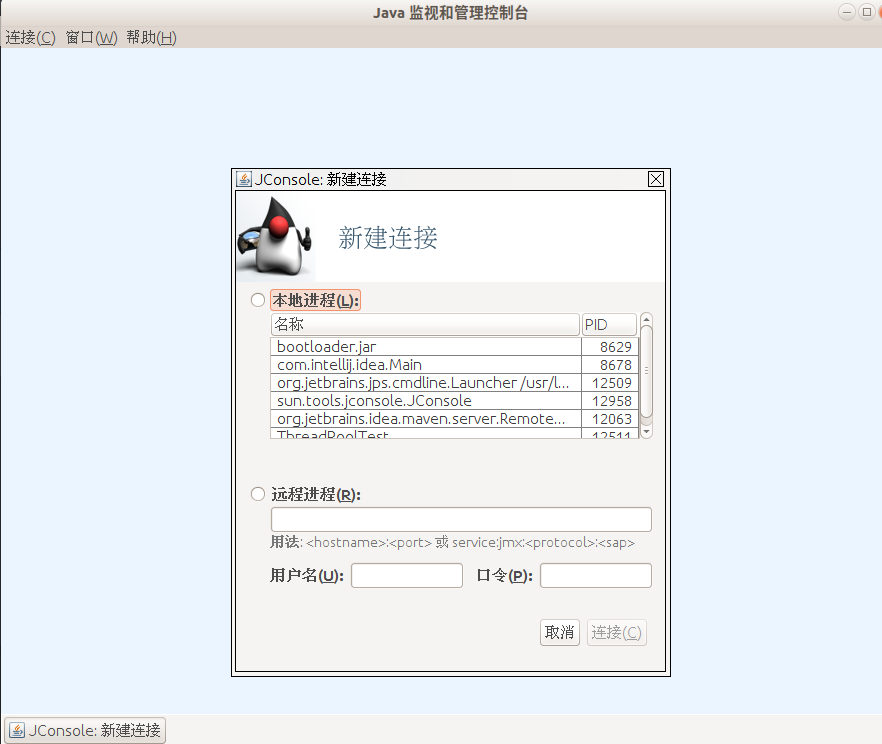 Java 监视和管理控制台
连接(C) 窗口(W) 帮助(H)
JConsole: 新建连接
新建连接
本地进程(L):
名称 PID
bootloader.jar 8629
com.intellij.idea.Main 8678
org.jetbrains.jps.cmdline.Launcher /usr/l... 12509
sun.tools.jconsole.JConsole 12958
org.jetbrains.idea.maven.server.Remote... 12063
ThreadPoolTest 12511
远程进程(R):
用法: <hostname>:<port> 或 service:jmx:<protocol>:<sap>
用户名(U): 口令(P):
取消 连接(C)
JConsole: 新建连接